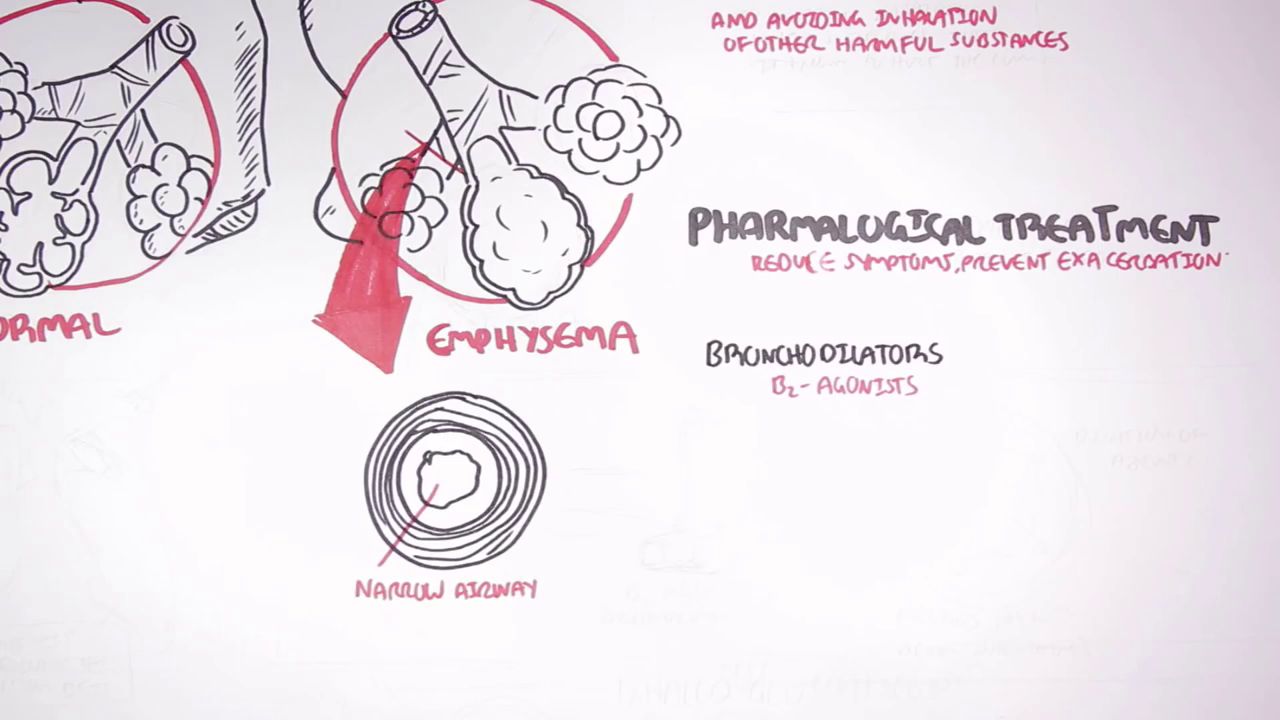 AND AVOIDING INHALATION
OF OTHER HARMFUL SUBSTANCES
PHARMALOGICAL TREATMENT
REDUCE SYMPTOMS, PREVENT EXACERBATION
ORMAL
EMPHYSEMA
BRONCHODILATORS
B2- AGONISTS
NARROW AIRWAY